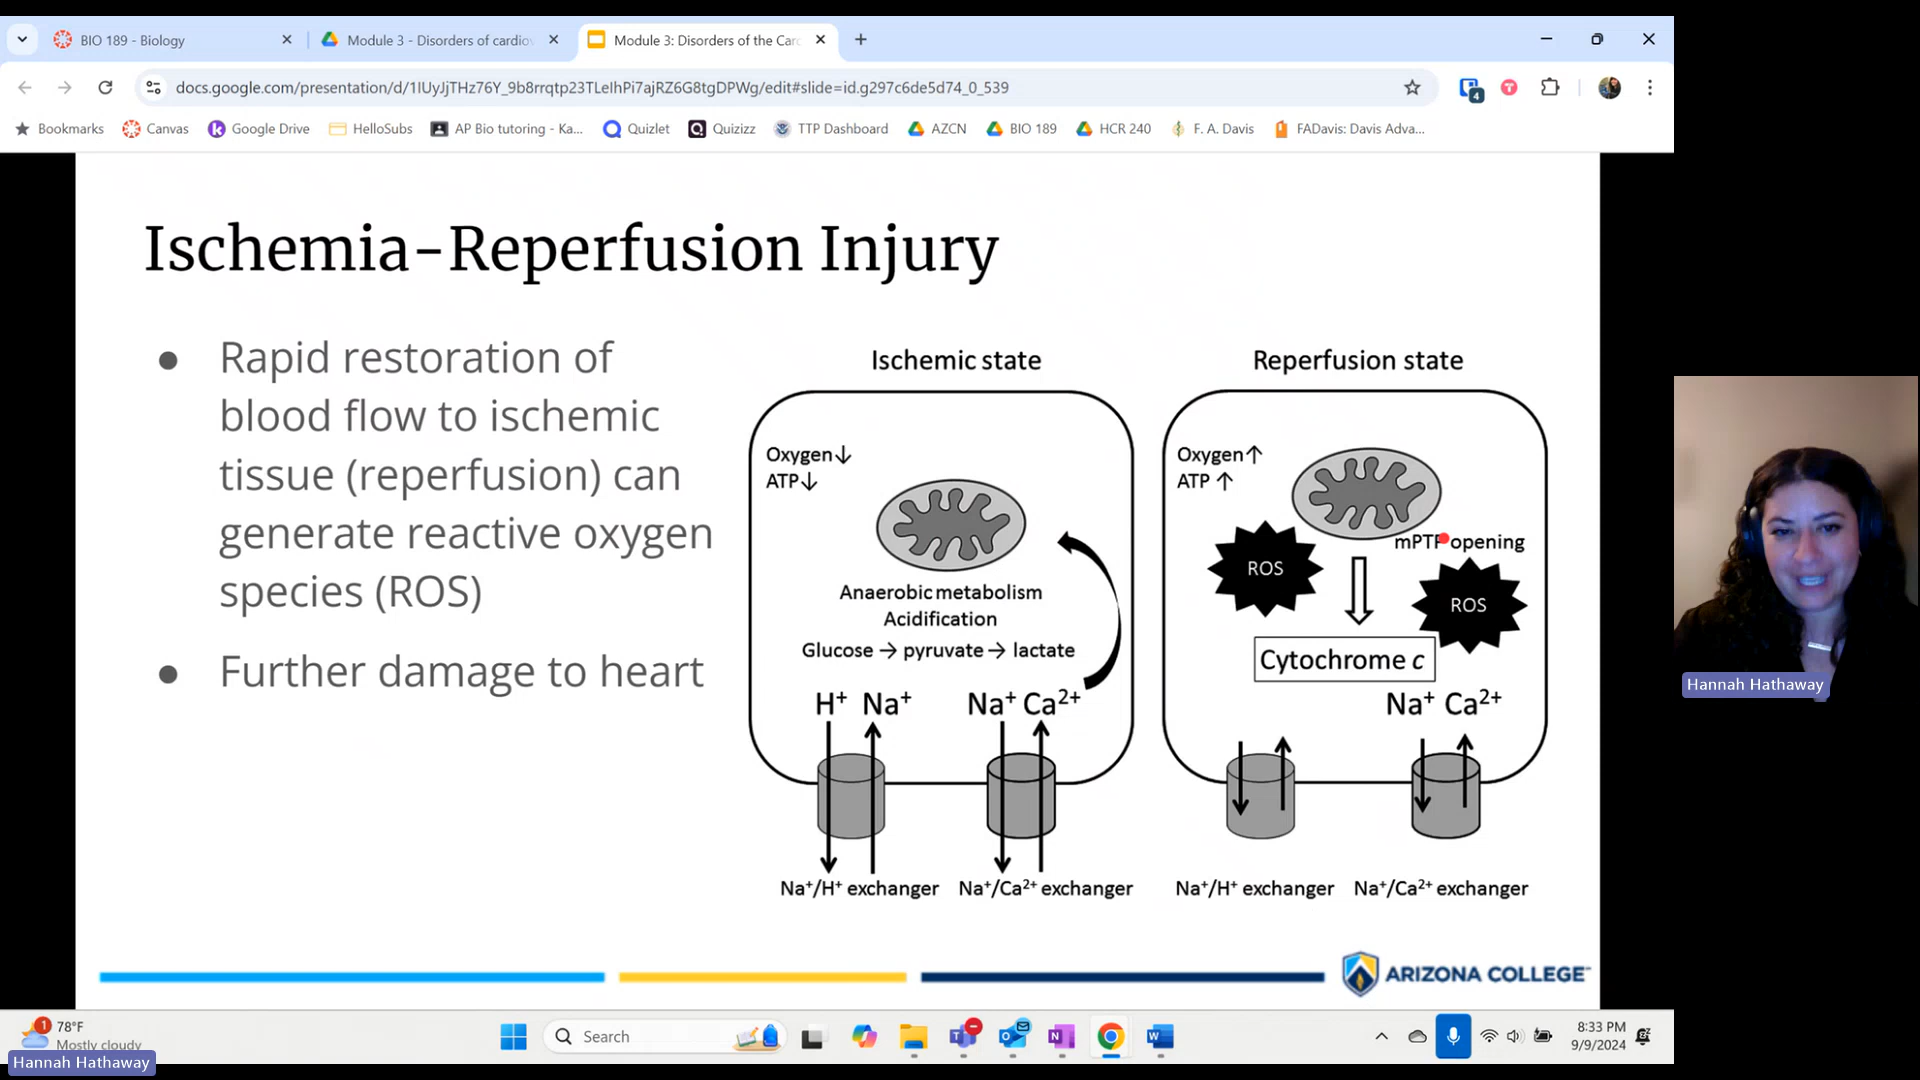 BIO 189 - Biology
Module 3 - Disorders of cardiov
Module 3: Disorders of the Card
docs.google.com/presentation/d/1IUyJjTHz76Y_9b8rrqtp23TLeIhPi7ajRZ6G8tgDPWg/edit#slide=id.g297c6de5d74_0_539
4
Bookmarks Canvas Google Drive HelloSubs AP Bio tutoring - Ka... Quizlet Quizizz TTP Dashboard AZCN BIO 189 HCR 240 F. A. Davis FADavis: Davis Adva...
Ischemia-Reperfusion Injury
● Rapid restoration of
blood flow to ischemic
tissue (reperfusion) can
generate reactive oxygen
species (ROS)
● Further damage to heart
Ischemic state
Oxygen↓
ATP↓
Anaerobic metabolism
Acidification
Glucose → pyruvate → lactate
H⁺ Na⁺ Na⁺ Ca²⁺
Na⁺/H⁺ exchanger Na⁺/Ca²⁺ exchanger
Reperfusion state
Oxygen↑
ATP ↑
mPTP opening
ROS
ROS
Cytochrome c
Na⁺ Ca²⁺
Na⁺/H⁺ exchanger Na⁺/Ca²⁺ exchanger
ARIZONA COLLEGE
Hannah Hathaway
1
78°F
Mostly cloudy
Search
8:33 PM
9/9/2024
Hannah Hathaway